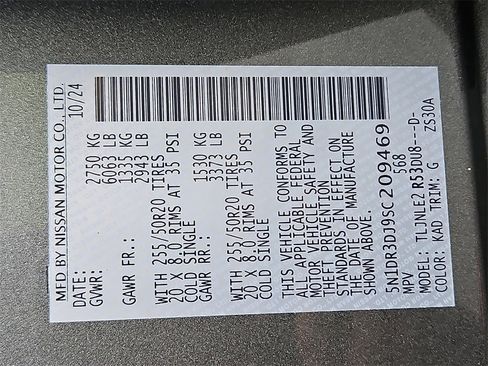 MFD BY NISSAN MOTOR CO., LTD.
DATE: 10/24
GVWR: 2730 KG
6063 LB
GAWR FR.: 1335 KG
2943 LB
WITH 255/50R20 TIRES
20 X 8.0 RIMS AT 35 PSI
COLD SINGLE
GAWR RR.: 1530 KG
3373 LB
WITH 255/50R20 TIRES
20 X 8.0 RIMS AT 35 PSI
COLD SINGLE
THIS VEHICLE CONFORMS TO
ALL APPLICABLE FEDERAL
MOTOR VEHICLE SAFETY AND
THEFT PREVENTION
STANDARDS IN EFFECT ON
THE DATE OF MANUFACTURE
SHOWN ABOVE.
5N1DR3DJ9SC209469
MPV 568
MODEL: TLJNLEZ R53DU8---D-
COLOR: KAD TRIM: G ZS30A